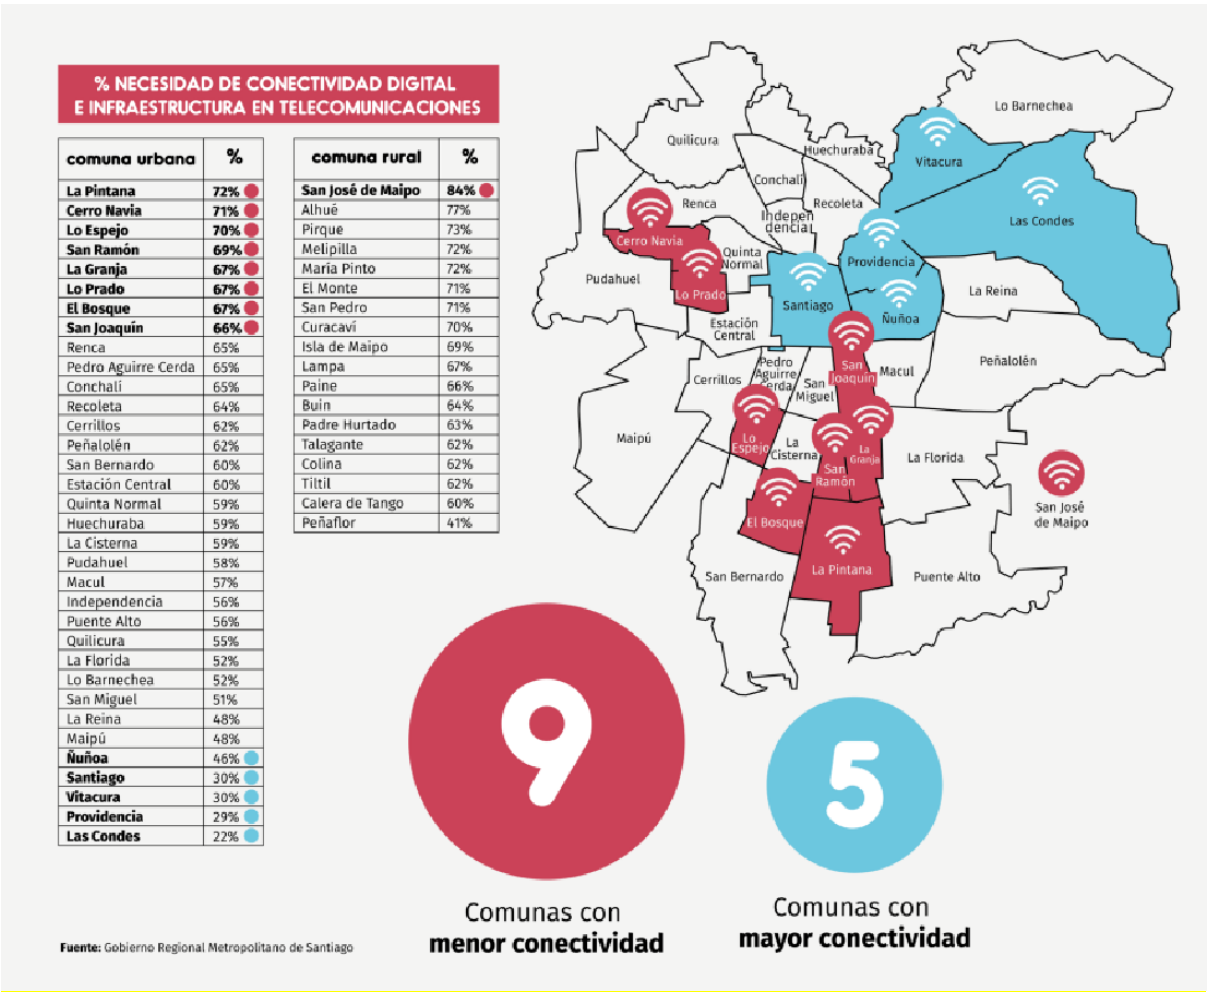 % NECESIDAD DE CONECTIVIDAD DIGITAL
E INFRAESTRUCTURA EN TELECOMUNICACIONES
comuna urbana %
La Pintana 72%
Cerro Navia 71%
Lo Espejo 70%
San Ramón 69%
La Granja 67%
Lo Prado 67%
El Bosque 67%
San Joaquín 66%
Renca 65%
Pedro Aguirre Cerda 65%
Conchalí 65%
Recoleta 64%
Cerrillos 62%
Peñalolén 62%
San Bernardo 60%
Estación Central 60%
Quinta Normal 59%
Huechuraba 59%
La Cisterna 59%
Pudahuel 58%
Macul 57%
Independencia 56%
Puente Alto 56%
Quilicura 55%
La Florida 52%
Lo Barnechea 52%
San Miguel 51%
La Reina 48%
Maipú 48%
Ñuñoa 46%
Santiago 30%
Vitacura 30%
Providencia 29%
Las Condes 22%
comuna rural %
San José de Maipo 84%
Alhué 77%
Pirque 73%
Melipilla 72%
María Pinto 72%
El Monte 71%
San Pedro 71%
Curacaví 70%
Isla de Maipo 69%
Lampa 67%
Paine 66%
Buin 64%
Padre Hurtado 63%
Talagante 62%
Colina 62%
Tiltil 62%
Calera de Tango 60%
Peñaflor 41%
Lo Barnechea
Quilicura
Huechuraba
Vitacura
Conchalí
Renca
Recoleta
Indepen
dencia
Las Condes
Cerro Navia
Quinta
Normal
Providencia
Pudahuel
Lo Prado
Santiago
La Reina
Ñuñoa
Estación
Central
Pedro
Aguirre
Cerda
San
Joaquín
Macul
Peñalolén
Cerrillos
San
Miguel
Maipú
Lo
Espejo
La
Cisterna
La
Granja
La Florida
San
Ramón
San José
de Maipo
El Bosque
La Pintana
San Bernardo
Puente Alto
9
Comunas con
menor conectividad
5
Comunas con
mayor conectividad
Fuente: Gobierno Regional Metropolitano de Santiago